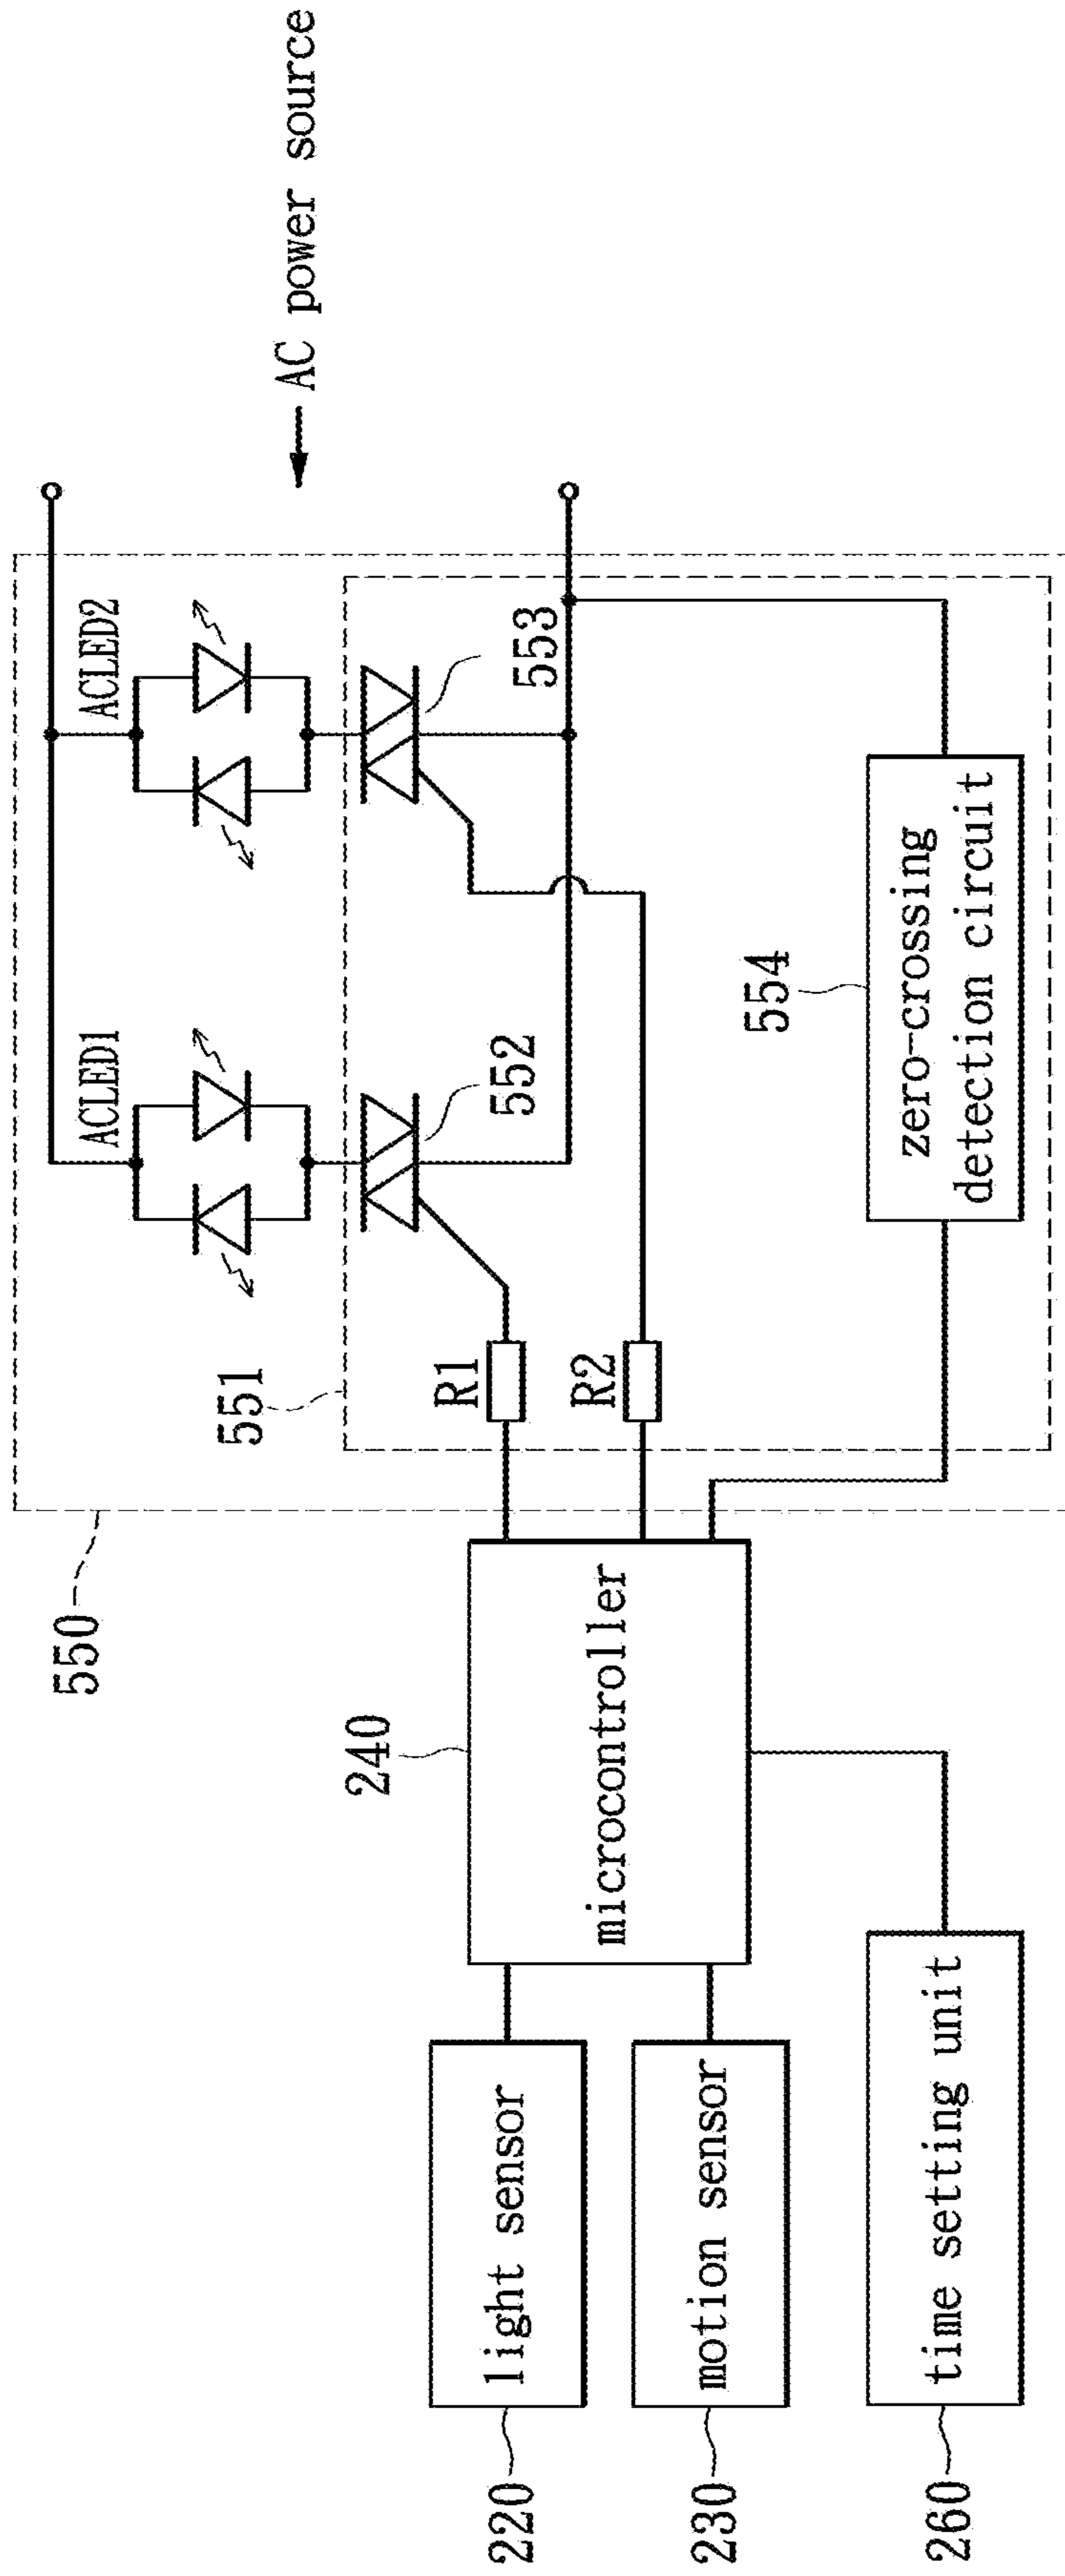 AC power source
ACLED1
ACLED2
550
551
552
553
R1
R2
554
zero-crossing
detection circuit
240
microcontroller
220
light sensor
230
motion sensor
260
time setting unit